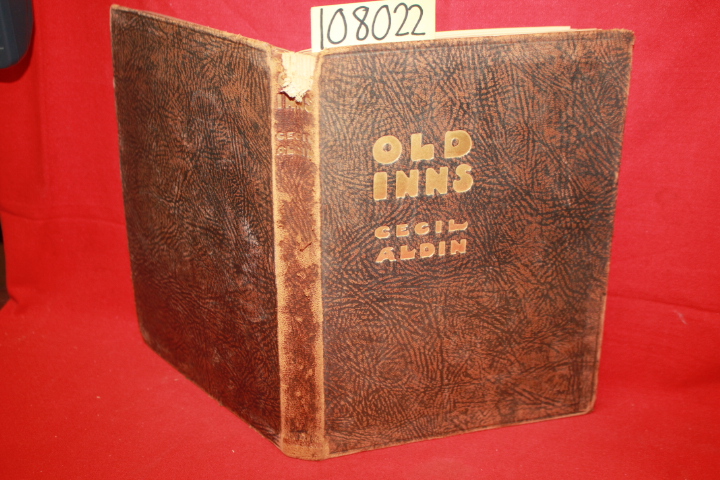 108022
OLD
INNS
CECIL
ALDIN